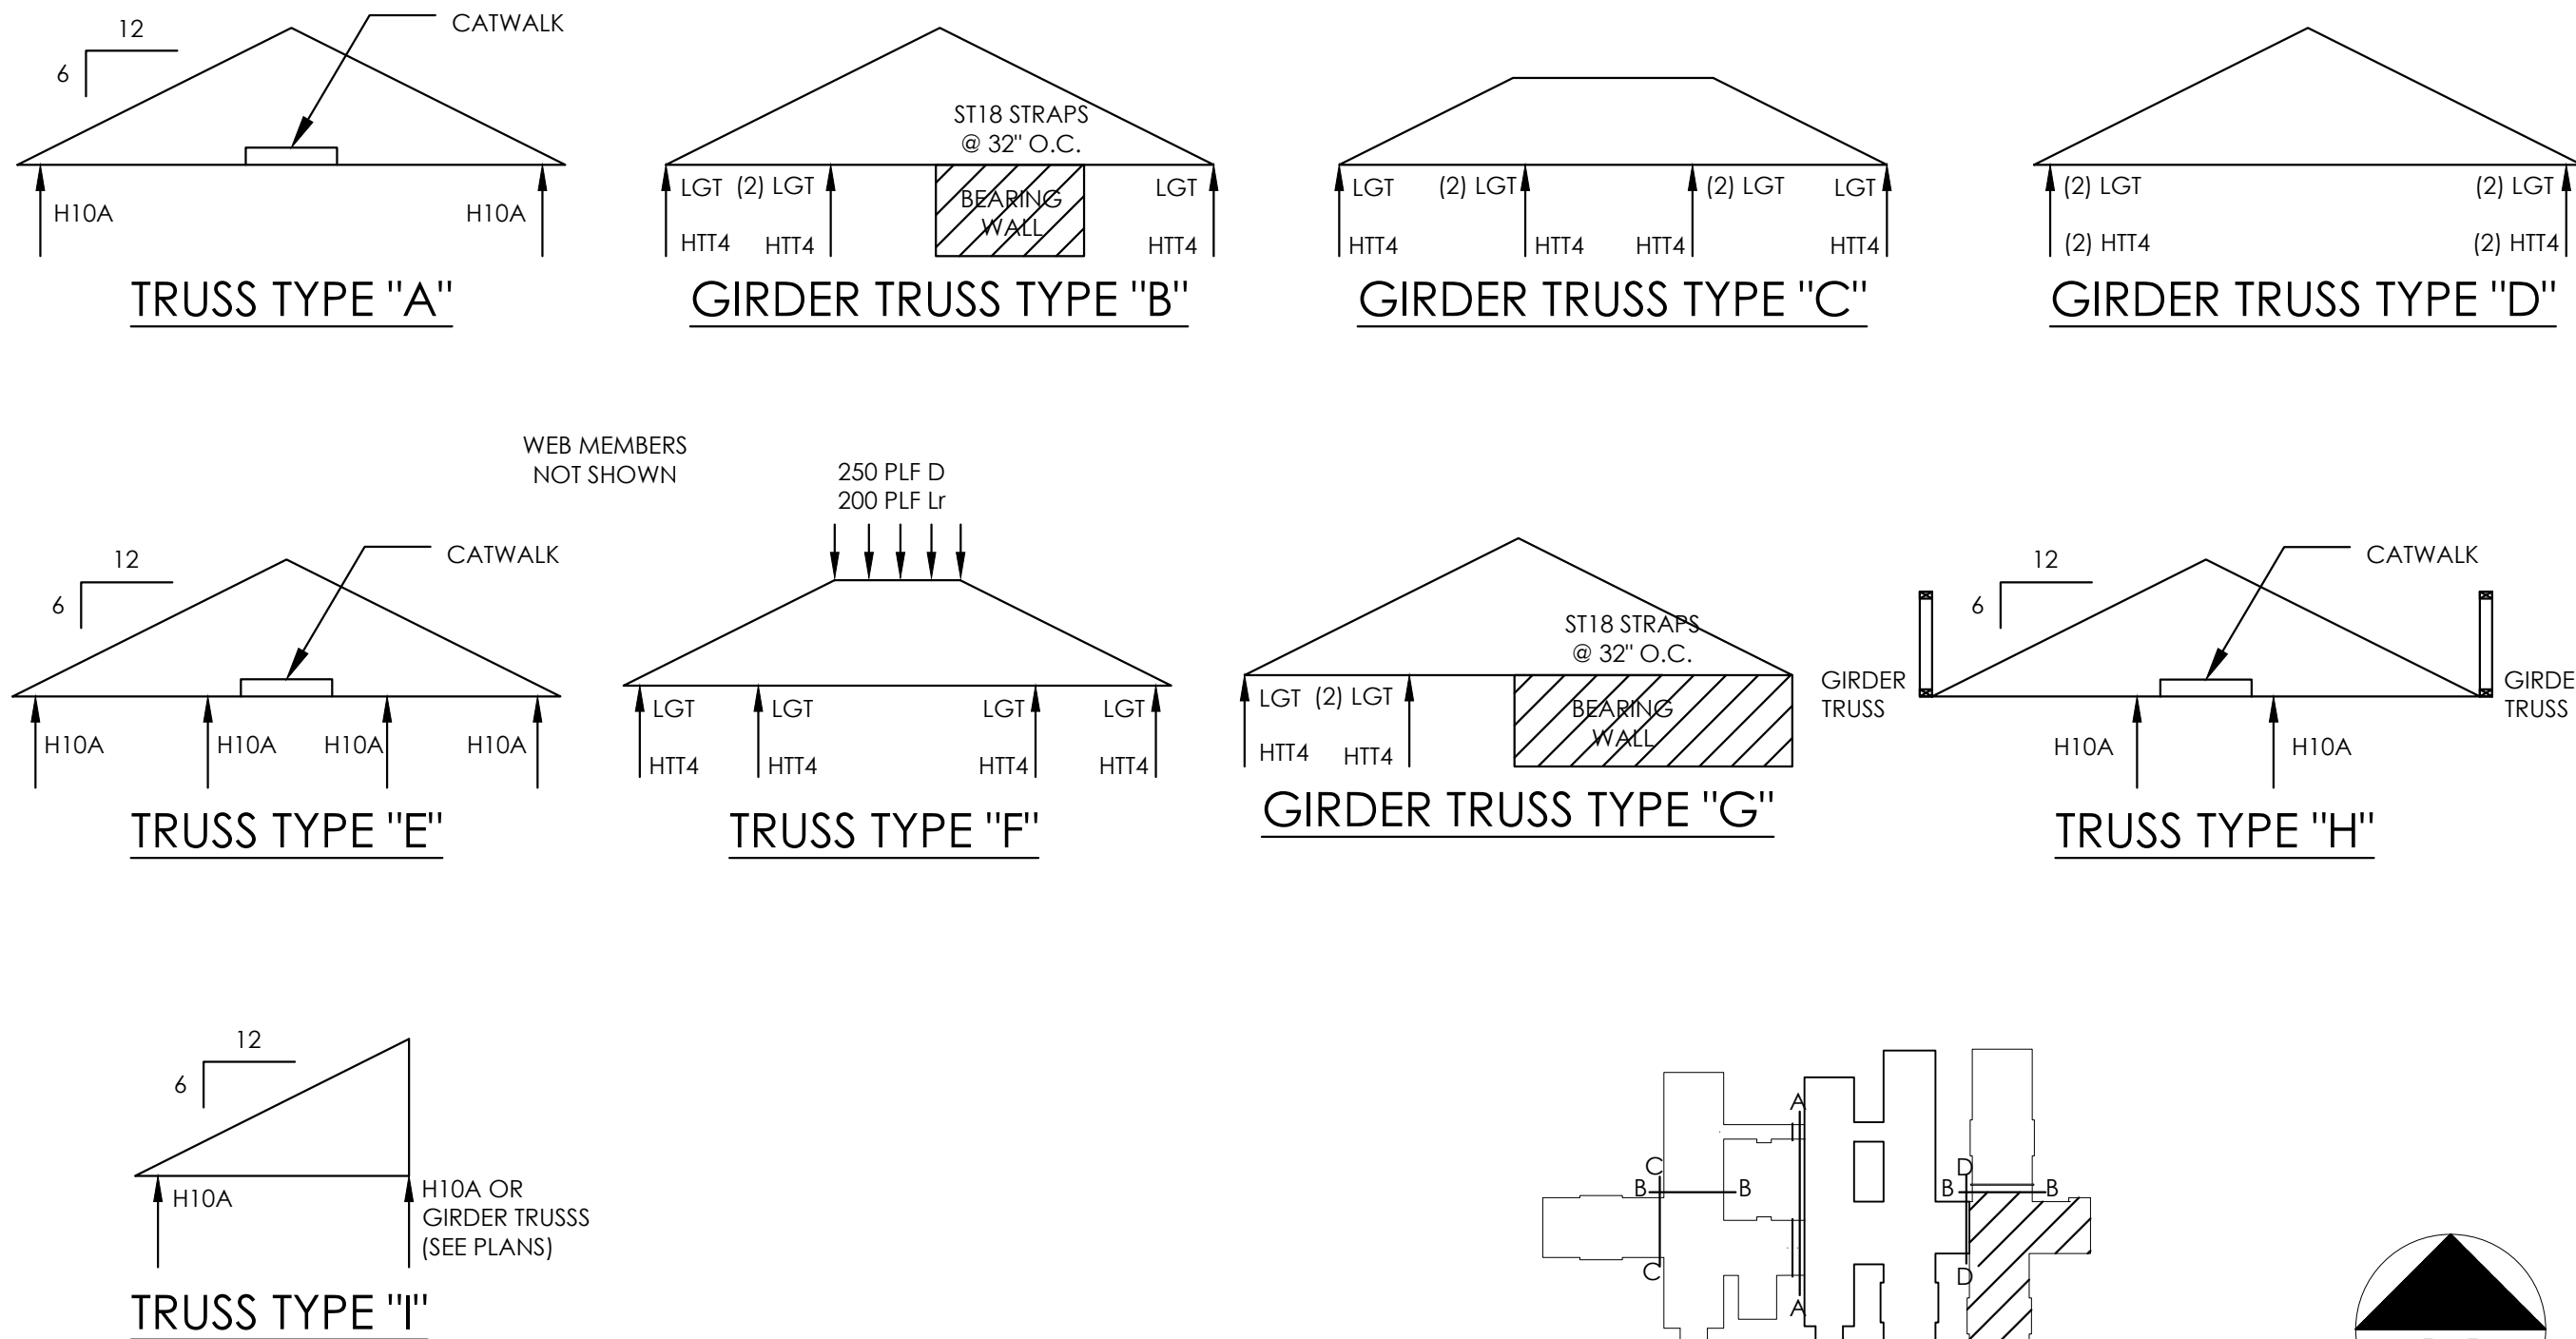 12
6
CATWALK
H10A
H10A
TRUSS TYPE "A"
ST18 STRAPS
@ 32" O.C.
LGT
(2) LGT
BEARING
WALL
LGT
HTT4
HTT4
HTT4
GIRDER TRUSS TYPE "B"
LGT
(2) LGT
(2) LGT
LGT
HTT4
HTT4
HTT4
HTT4
GIRDER TRUSS TYPE "C"
(2) LGT
(2) LGT
(2) HTT4
(2) HTT4
GIRDER TRUSS TYPE "D"
WEB MEMBERS
NOT SHOWN
12
6
CATWALK
H10A
H10A
H10A
H10A
TRUSS TYPE "E"
250 PLF D
200 PLF Lr
LGT
LGT
LGT
LGT
HTT4
HTT4
HTT4
HTT4
TRUSS TYPE "F"
ST18 STRAPS
@ 32" O.C.
LGT
(2) LGT
BEARING
WALL
HTT4
HTT4
GIRDER TRUSS TYPE "G"
12
6
CATWALK
GIRDER
TRUSS
GIRDE
TRUSS
H10A
H10A
TRUSS TYPE "H"
12
6
H10A
H10A OR
GIRDER TRUSSS
(SEE PLANS)
TRUSS TYPE "I"
A
C
D
B
B
B
B
C
D
A